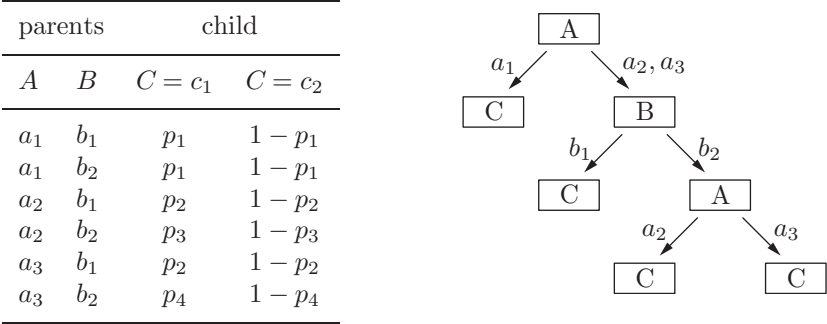 parents child
A B C = c₁ C = c₂
a₁ b₁ p₁ 1 − p₁
a₁ b₂ p₁ 1 − p₁
a₂ b₁ p₂ 1 − p₂
a₂ b₂ p₃ 1 − p₃
a₃ b₁ p₂ 1 − p₂
a₃ b₂ p₄ 1 − p₄
A
a₁ a₂, a₃
C B
b₁ b₂
C A
a₂ a₃
C C